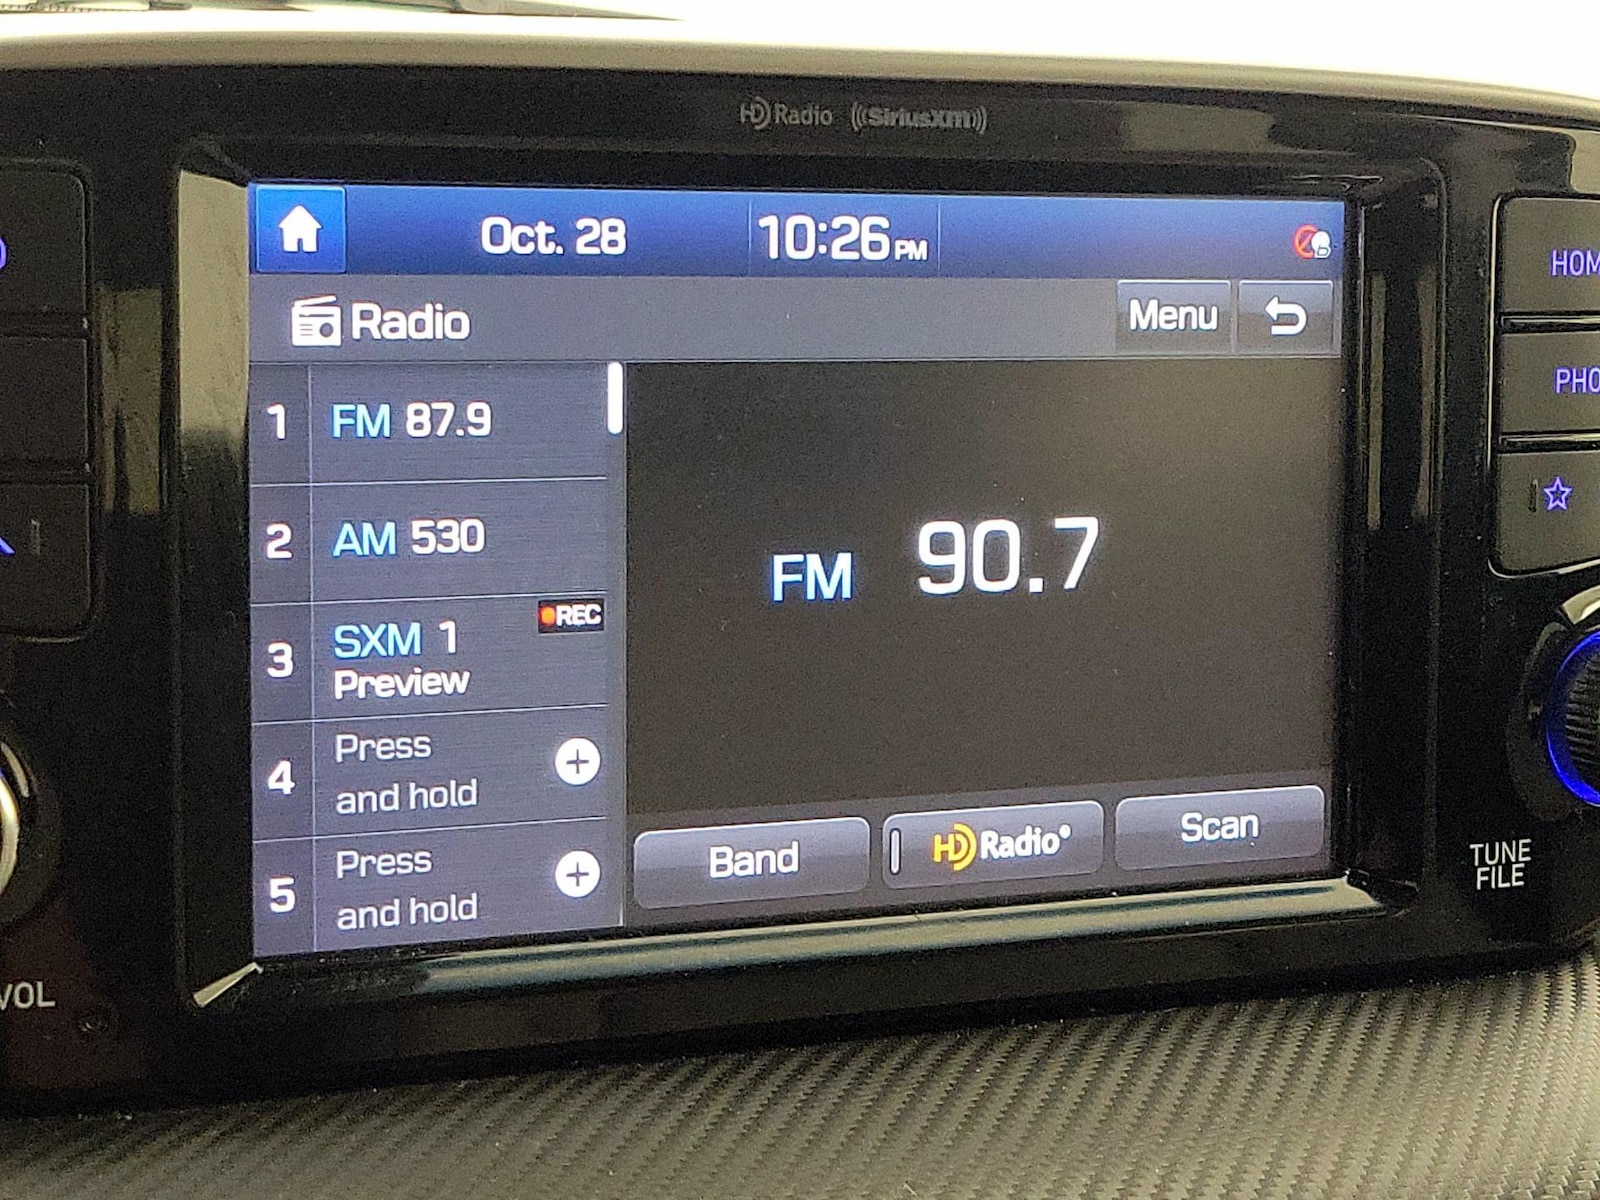 HD Radio ((SiriusXM))
Oct. 28
10:26 PM
Radio
Menu
1 FM 87.9
2 AM 530
3 SXM 1
REC
Preview
4 Press
and hold
5 Press
and hold
FM 90.7
Band
HD Radio®
Scan
VOL
HOM
PHO
TUNE
FILE